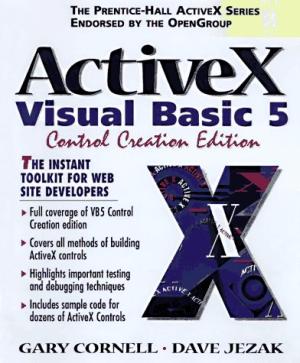 THE PRENTICE-HALL ACTIVEX SERIES
ENDORSED BY THE OPENGROUP
ActiveX
Visual Basic 5
Control Creation Edition
THE INSTANT
TOOLKIT FOR WEB
SITE DEVELOPERS
Full coverage of VB5 Control
Creation edition
Covers all methods of building
ActiveX controls
Highlights important testing
and debugging techniques
Includes sample code for
dozens of ActiveX Controls
X
GARY CORNELL • DAVE JEZAK